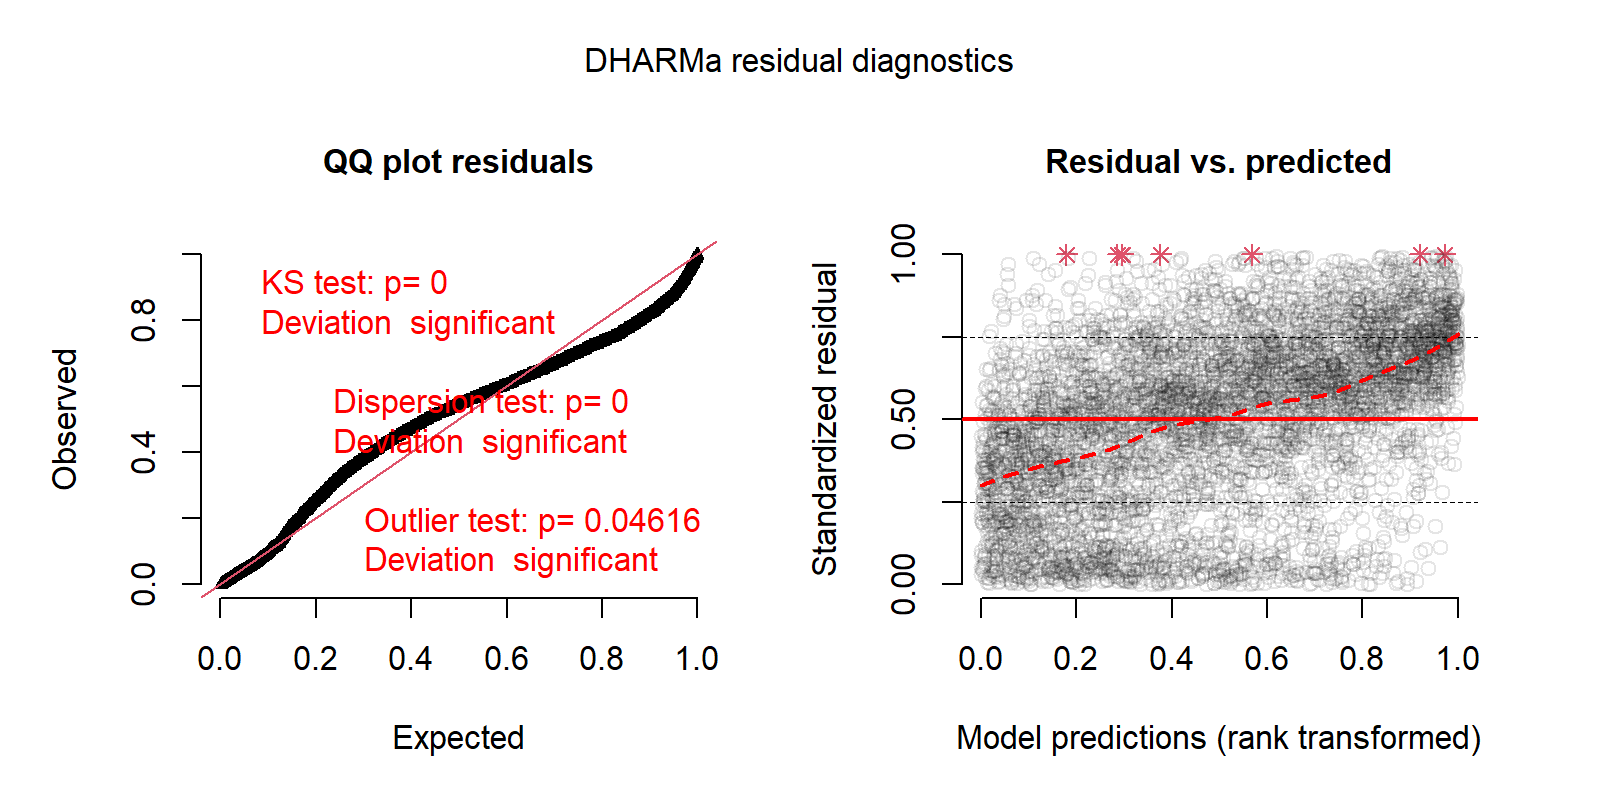 DHARMa residual diagnostics
QQ plot residuals
KS test: p= 0
Deviation  significant
Dispersion test: p= 0
Deviation  significant
Outlier test: p= 0.04616
Deviation  significant
Observed
0.0
0.4
0.8
0.0 0.2 0.4 0.6 0.8 1.0
Expected
Residual vs. predicted
Standardized residual
0.00
0.50
1.00
0.0 0.2 0.4 0.6 0.8 1.0
Model predictions (rank transformed)